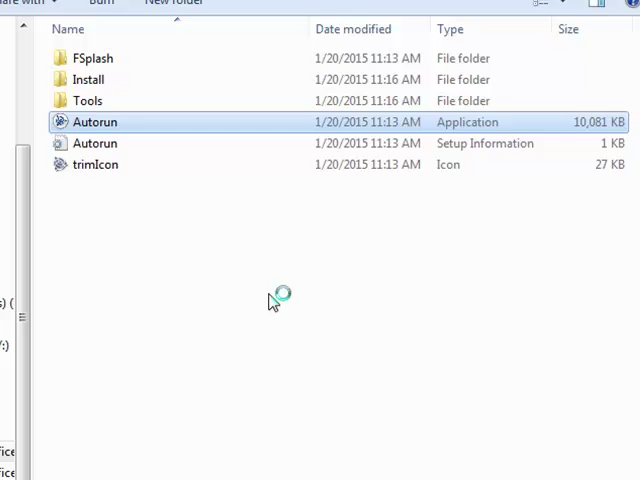 Burn New folder
Name Date modified Type Size
FSplash 1/20/2015 11:13 AM File folder
Install 1/20/2015 11:16 AM File folder
Tools 1/20/2015 11:16 AM File folder
Autorun 1/20/2015 11:13 AM Application 10,081 KB
Autorun 1/20/2015 11:13 AM Setup Information 1 KB
trimIcon 1/20/2015 11:13 AM Icon 27 KB